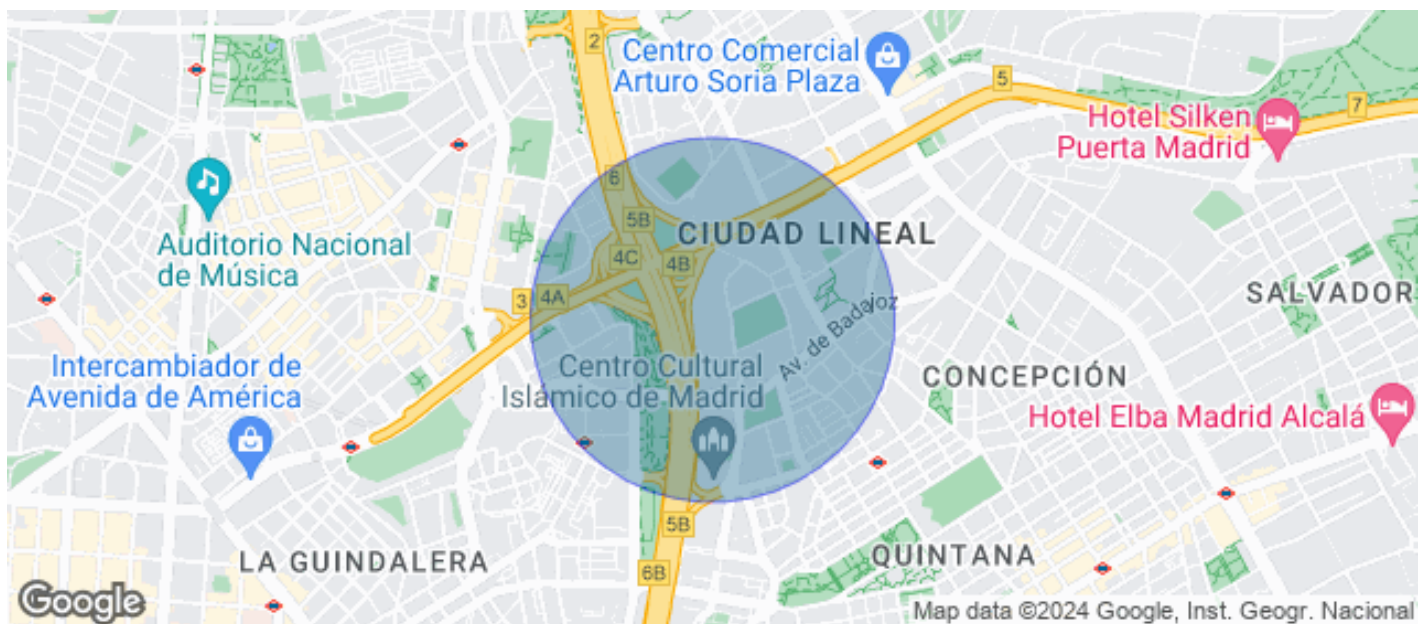 2
Centro Comercial
Arturo Soria Plaza
5
7
Hotel Silken
Puerta Madrid
6
5B
CIUDAD LINEAL
Auditorio Nacional
de Música
4C
4B
3
4A
SALVADOR
Av. de Badajoz
Intercambiador de
Avenida de América
Centro Cultural
Islámico de Madrid
CONCEPCIÓN
Hotel Elba Madrid Alcalá
5B
LA GUINDALERA
QUINTANA
6B
Google
Map data ©2024 Google, Inst. Geogr. Nacional